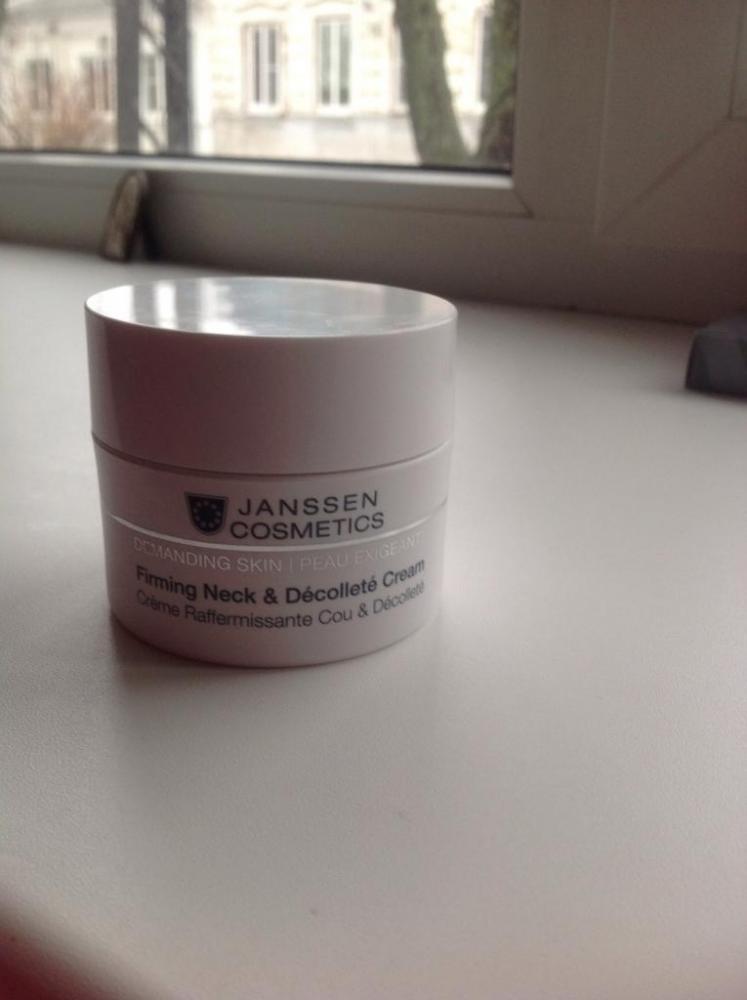 JANSSEN
COSMETICS
DEMANDING SKIN | PEAU EXIGEANTE
Firming Neck & Décolleté Cream
Crème Raffermissante Cou & Décolleté